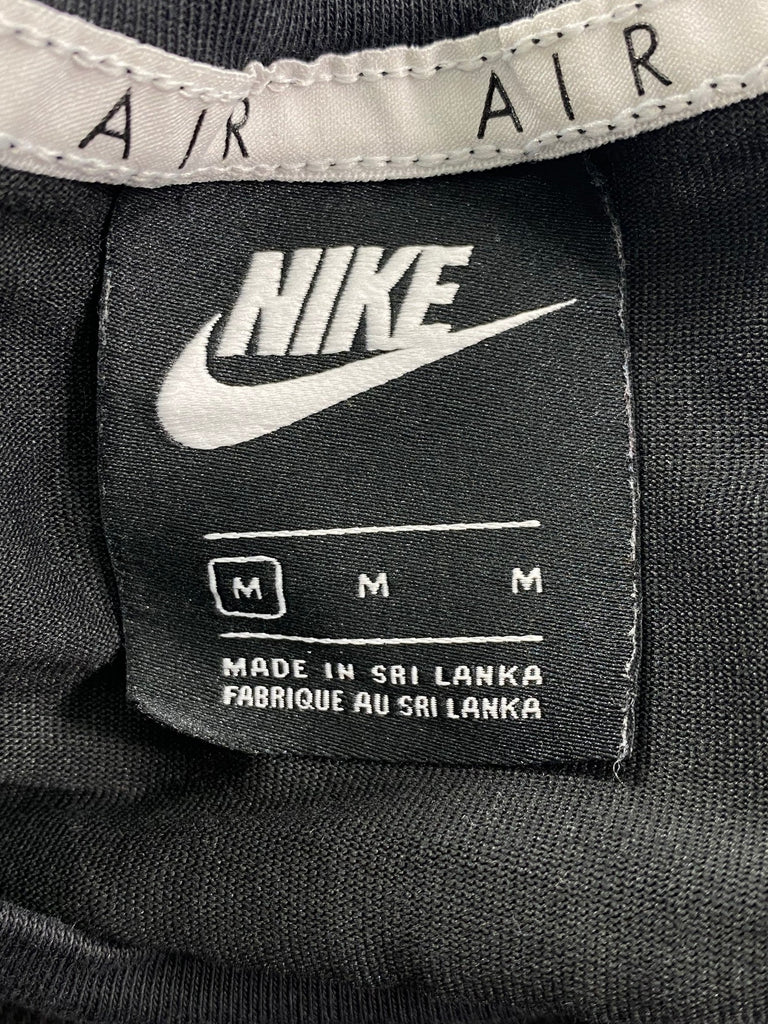 AIR AIR
NIKE
M M M
MADE IN SRI LANKA
FABRIQUE AU SRI LANKA